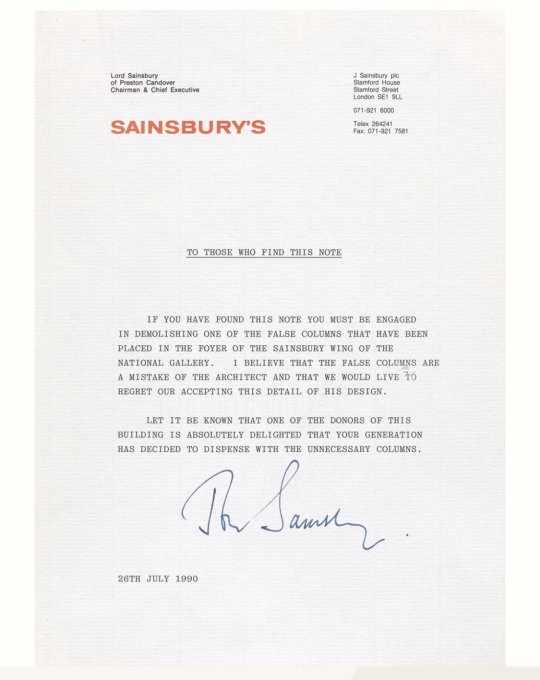 Lord Sainsbury
of Preston Candover
Chairman & Chief Executive
J Sainsbury plc
Stamford House
Stamford Street
London SE1 9LL
071-921 6000
Telex 264241
Fax: 071-921 7581
SAINSBURY'S
TO THOSE WHO FIND THIS NOTE
IF YOU HAVE FOUND THIS NOTE YOU MUST BE ENGAGED
IN DEMOLISHING ONE OF THE FALSE COLUMNS THAT HAVE BEEN
PLACED IN THE FOYER OF THE SAINSBURY WING OF THE
NATIONAL GALLERY. I BELIEVE THAT THE FALSE COLUMNS ARE
A MISTAKE OF THE ARCHITECT AND THAT WE WOULD LIVE TO
REGRET OUR ACCEPTING THIS DETAIL OF HIS DESIGN.
LET IT BE KNOWN THAT ONE OF THE DONORS OF THIS
BUILDING IS ABSOLUTELY DELIGHTED THAT YOUR GENERATION
HAS DECIDED TO DISPENSE WITH THE UNNECESSARY COLUMNS.
26TH JULY 1990